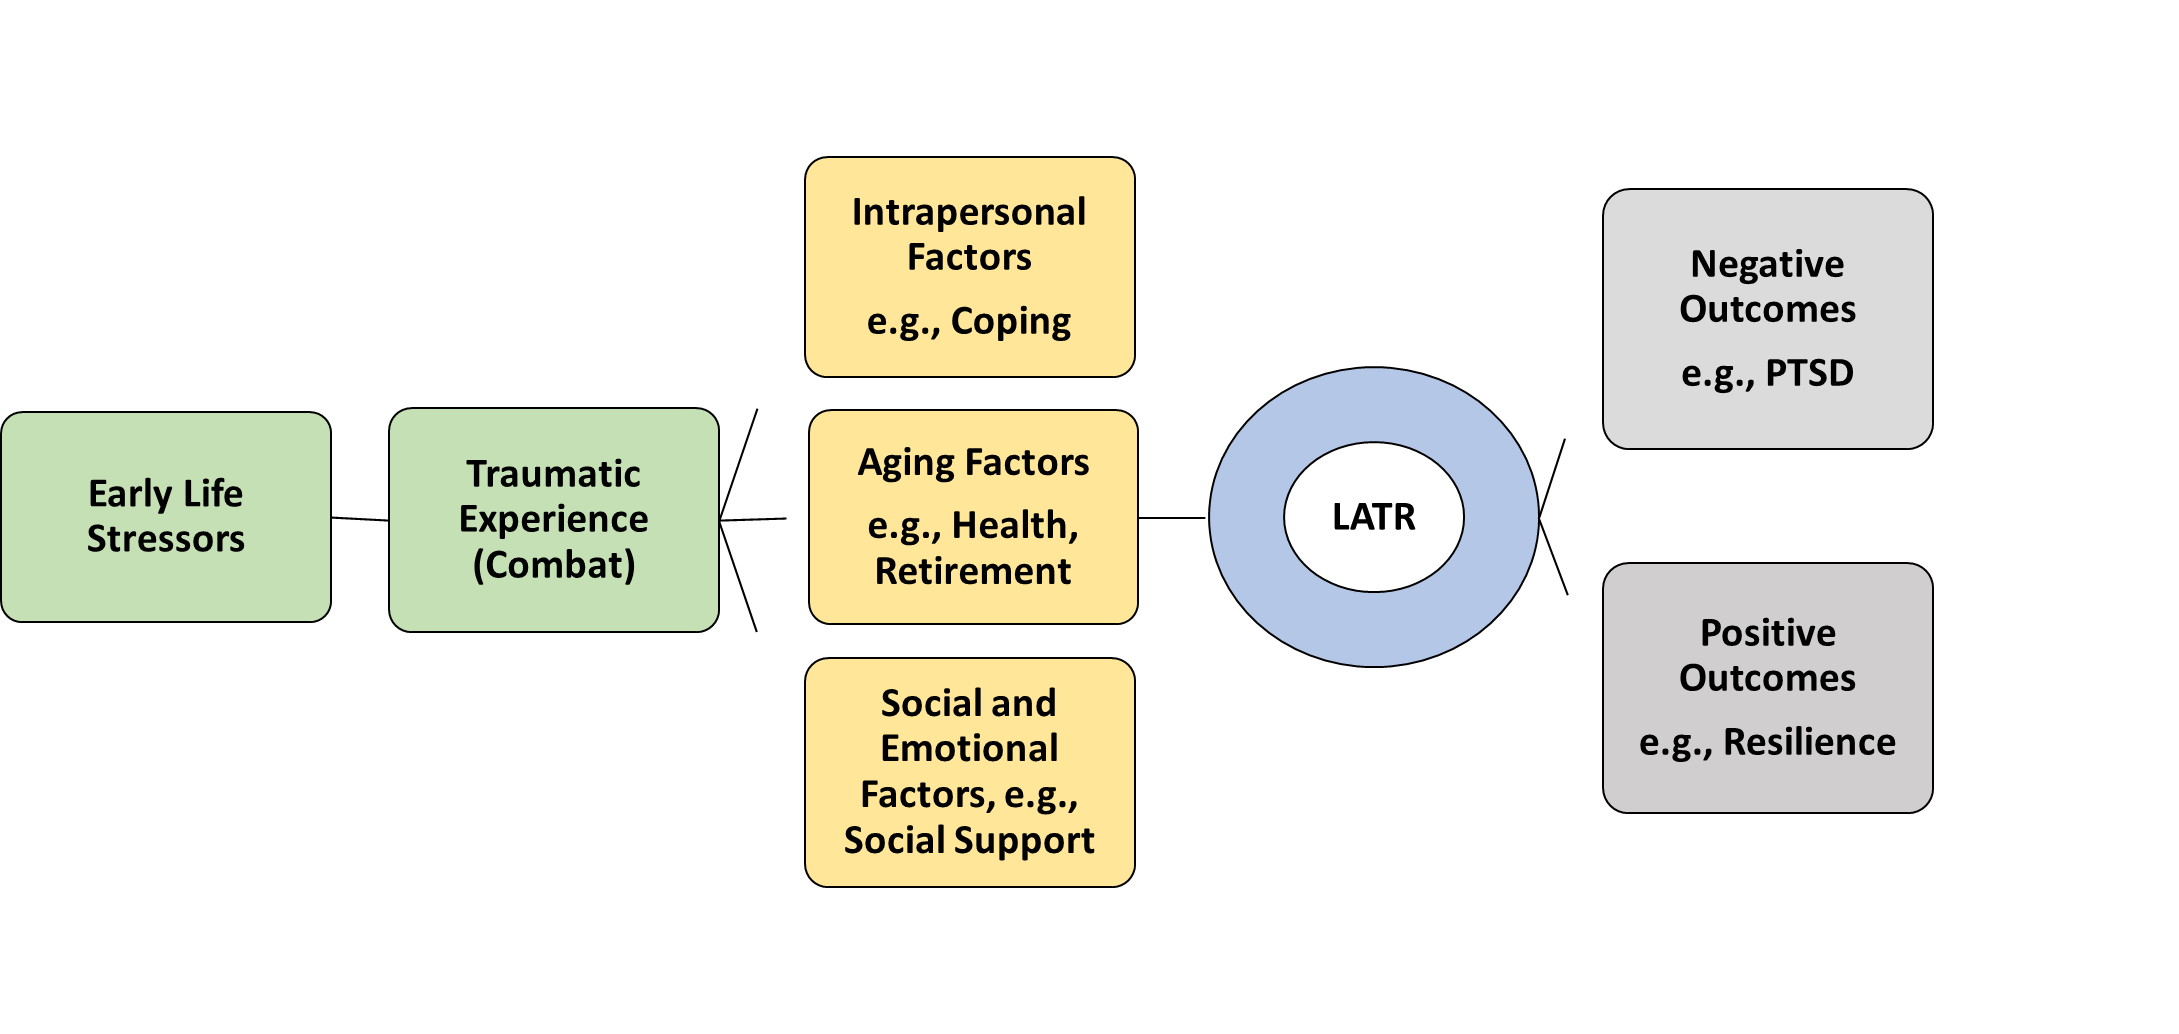 Early Life
Stressors
Traumatic
Experience
(Combat)
Intrapersonal
Factors
e.g., Coping
Aging Factors
e.g., Health,
Retirement
Social and
Emotional
Factors, e.g.,
Social Support
LATR
Negative
Outcomes
e.g., PTSD
Positive
Outcomes
e.g., Resilience